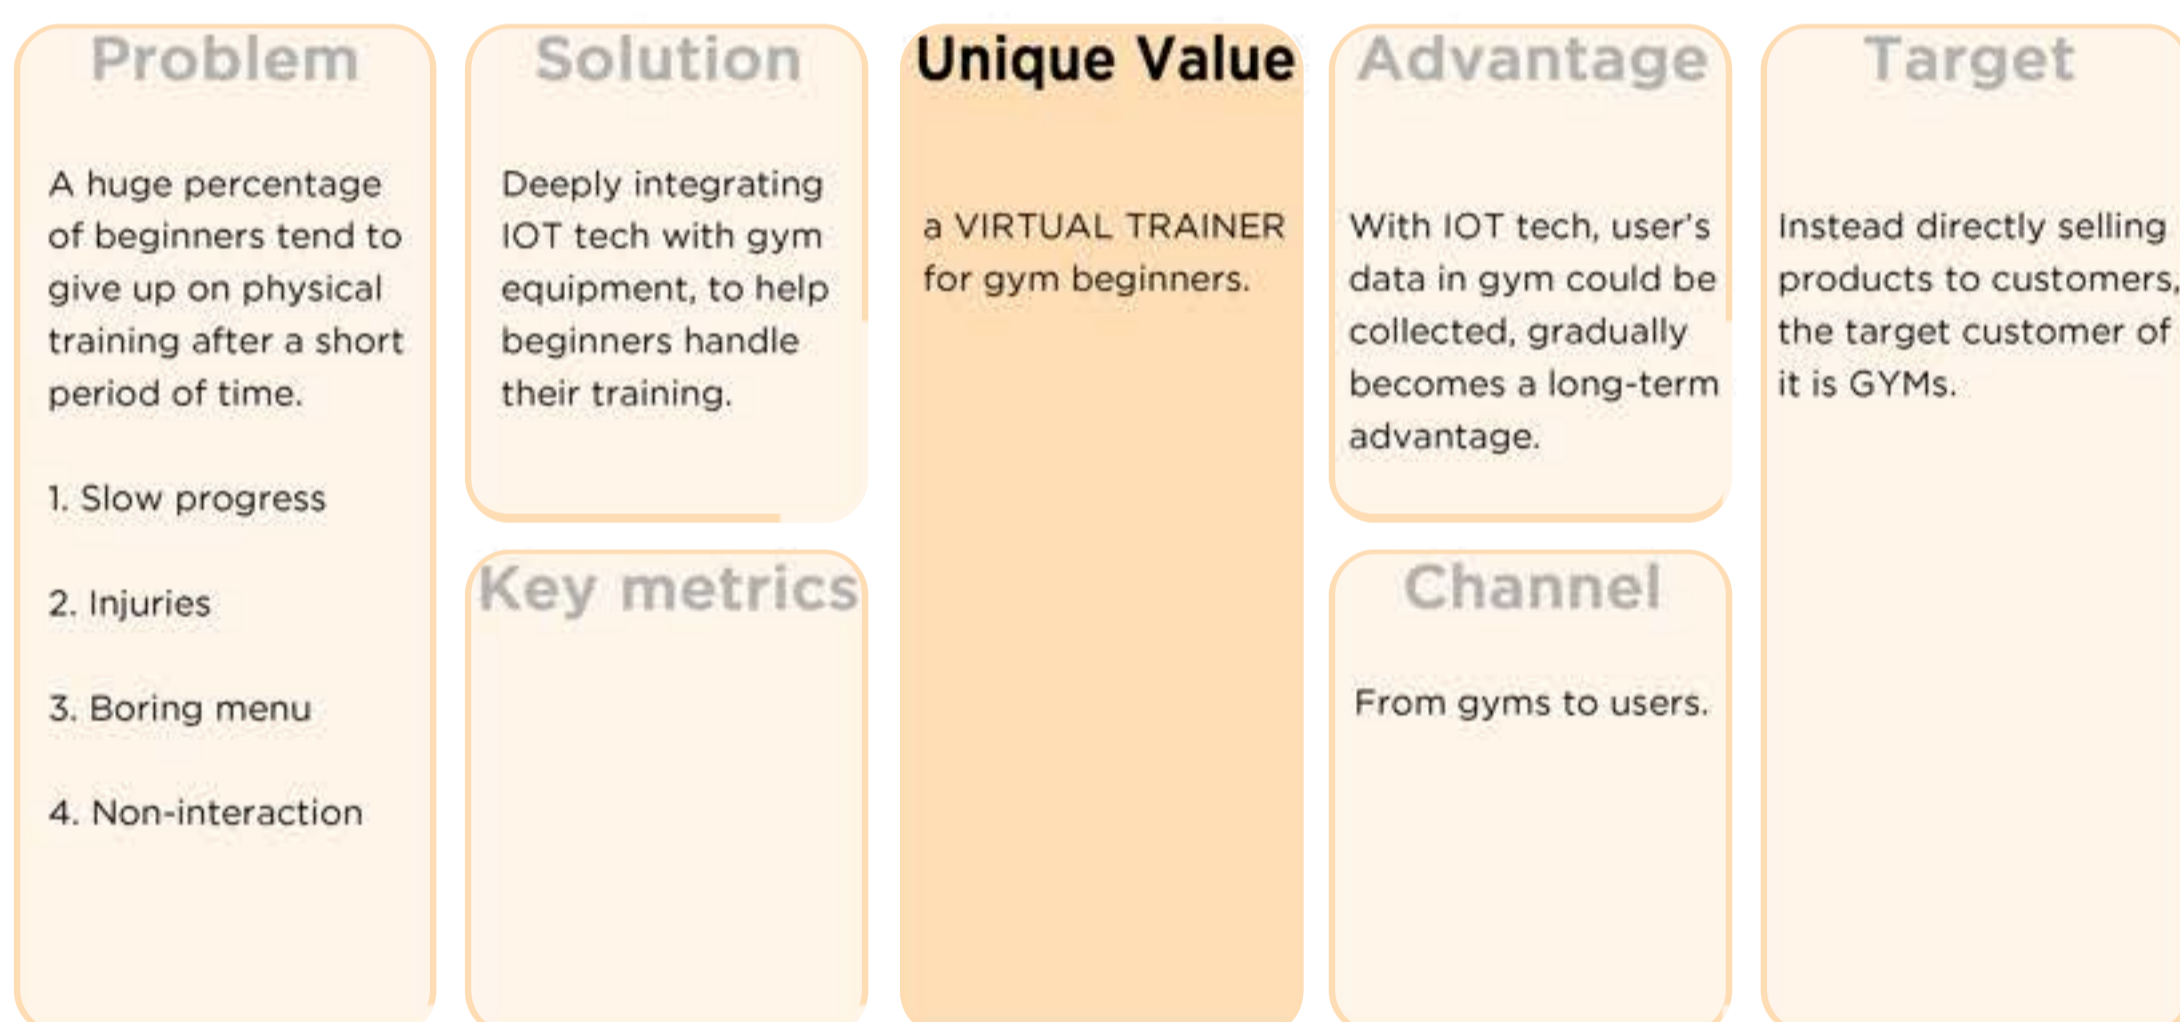 Problem
A huge percentage
of beginners tend to
give up on physical
training after a short
period of time.
1. Slow progress
2. Injuries
3. Boring menu
4. Non-interaction
Solution
Deeply integrating
IOT tech with gym
equipment, to help
beginners handle
their training.
Key metrics
Unique Value
a VIRTUAL TRAINER
for gym beginners.
Advantage
With IOT tech, user's
data in gym could be
collected, gradually
becomes a long-term
advantage.
Channel
From gyms to users.
Target
Instead directly selling
products to customers,
the target customer of
it is GYMs.